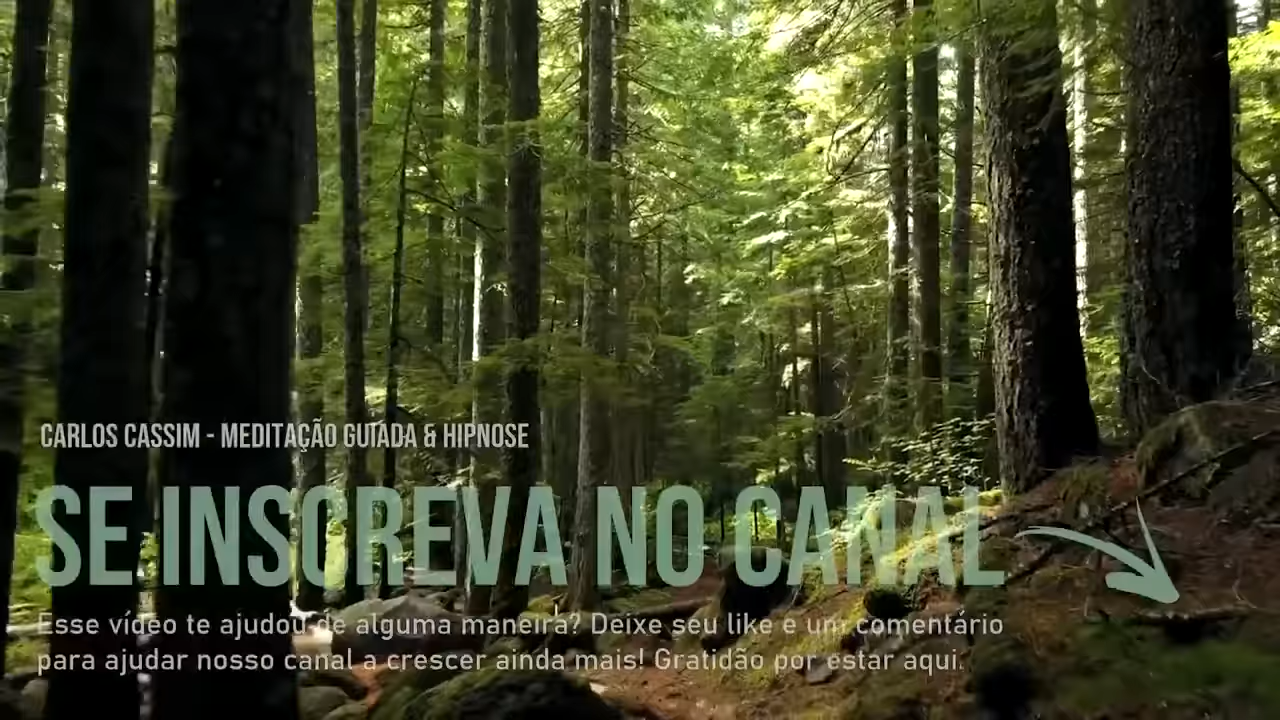 CARLOS CASSIM - MEDITAÇÃO GUIADA & HIPNOSE
SE INSCREVA NO CANAL
Esse vídeo te ajudou de alguma maneira? Deixe seu like e um comentário
para ajudar nosso canal a crescer ainda mais! Gratidão por estar aqui.